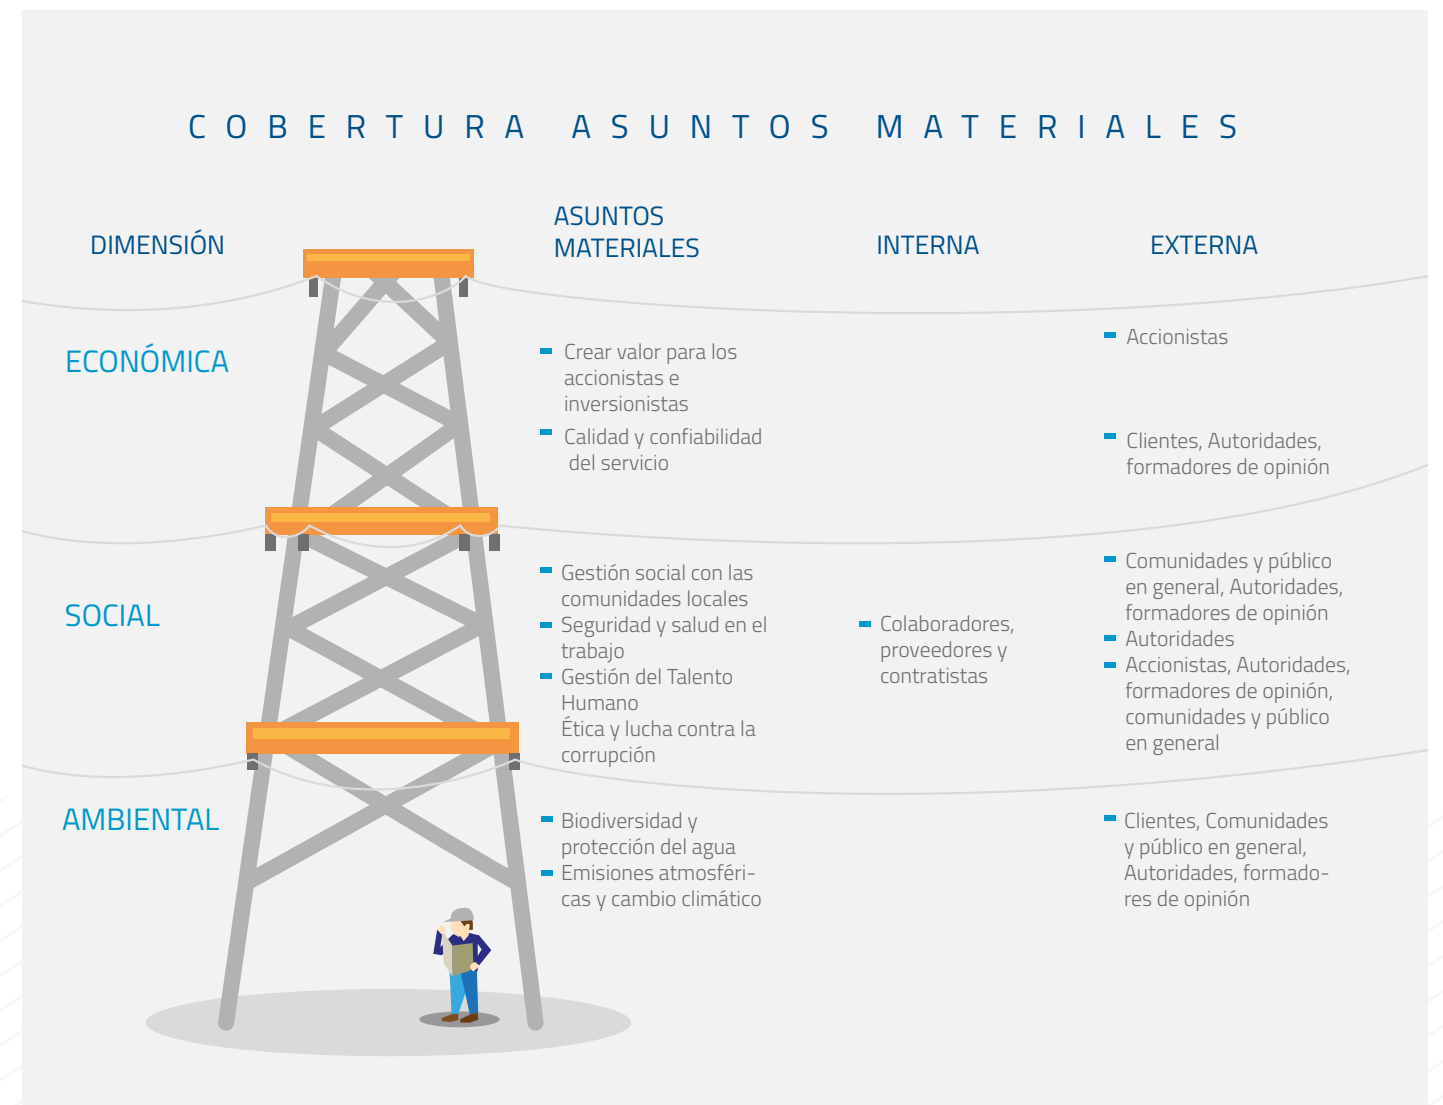 COBERTURA ASUNTOS MATERIALES
DIMENSIÓN
ASUNTOS
MATERIALES
INTERNA
EXTERNA
ECONÓMICA
- Crear valor para los
accionistas e
inversionistas
- Calidad y confiabilidad
del servicio
- Accionistas
- Clientes, Autoridades,
formadores de opinión
SOCIAL
- Gestión social con las
comunidades locales
- Seguridad y salud en el
trabajo
- Gestión del Talento
Humano
Ética y lucha contra la
corrupción
- Colaboradores,
proveedores y
contratistas
- Comunidades y público
en general, Autoridades,
formadores de opinión
- Autoridades
- Accionistas, Autoridades,
formadores de opinión,
comunidades y público
en general
AMBIENTAL
- Biodiversidad y
protección del agua
- Emisiones atmosféri-
cas y cambio climático
- Clientes, Comunidades
y público en general,
Autoridades, formado-
res de opinión